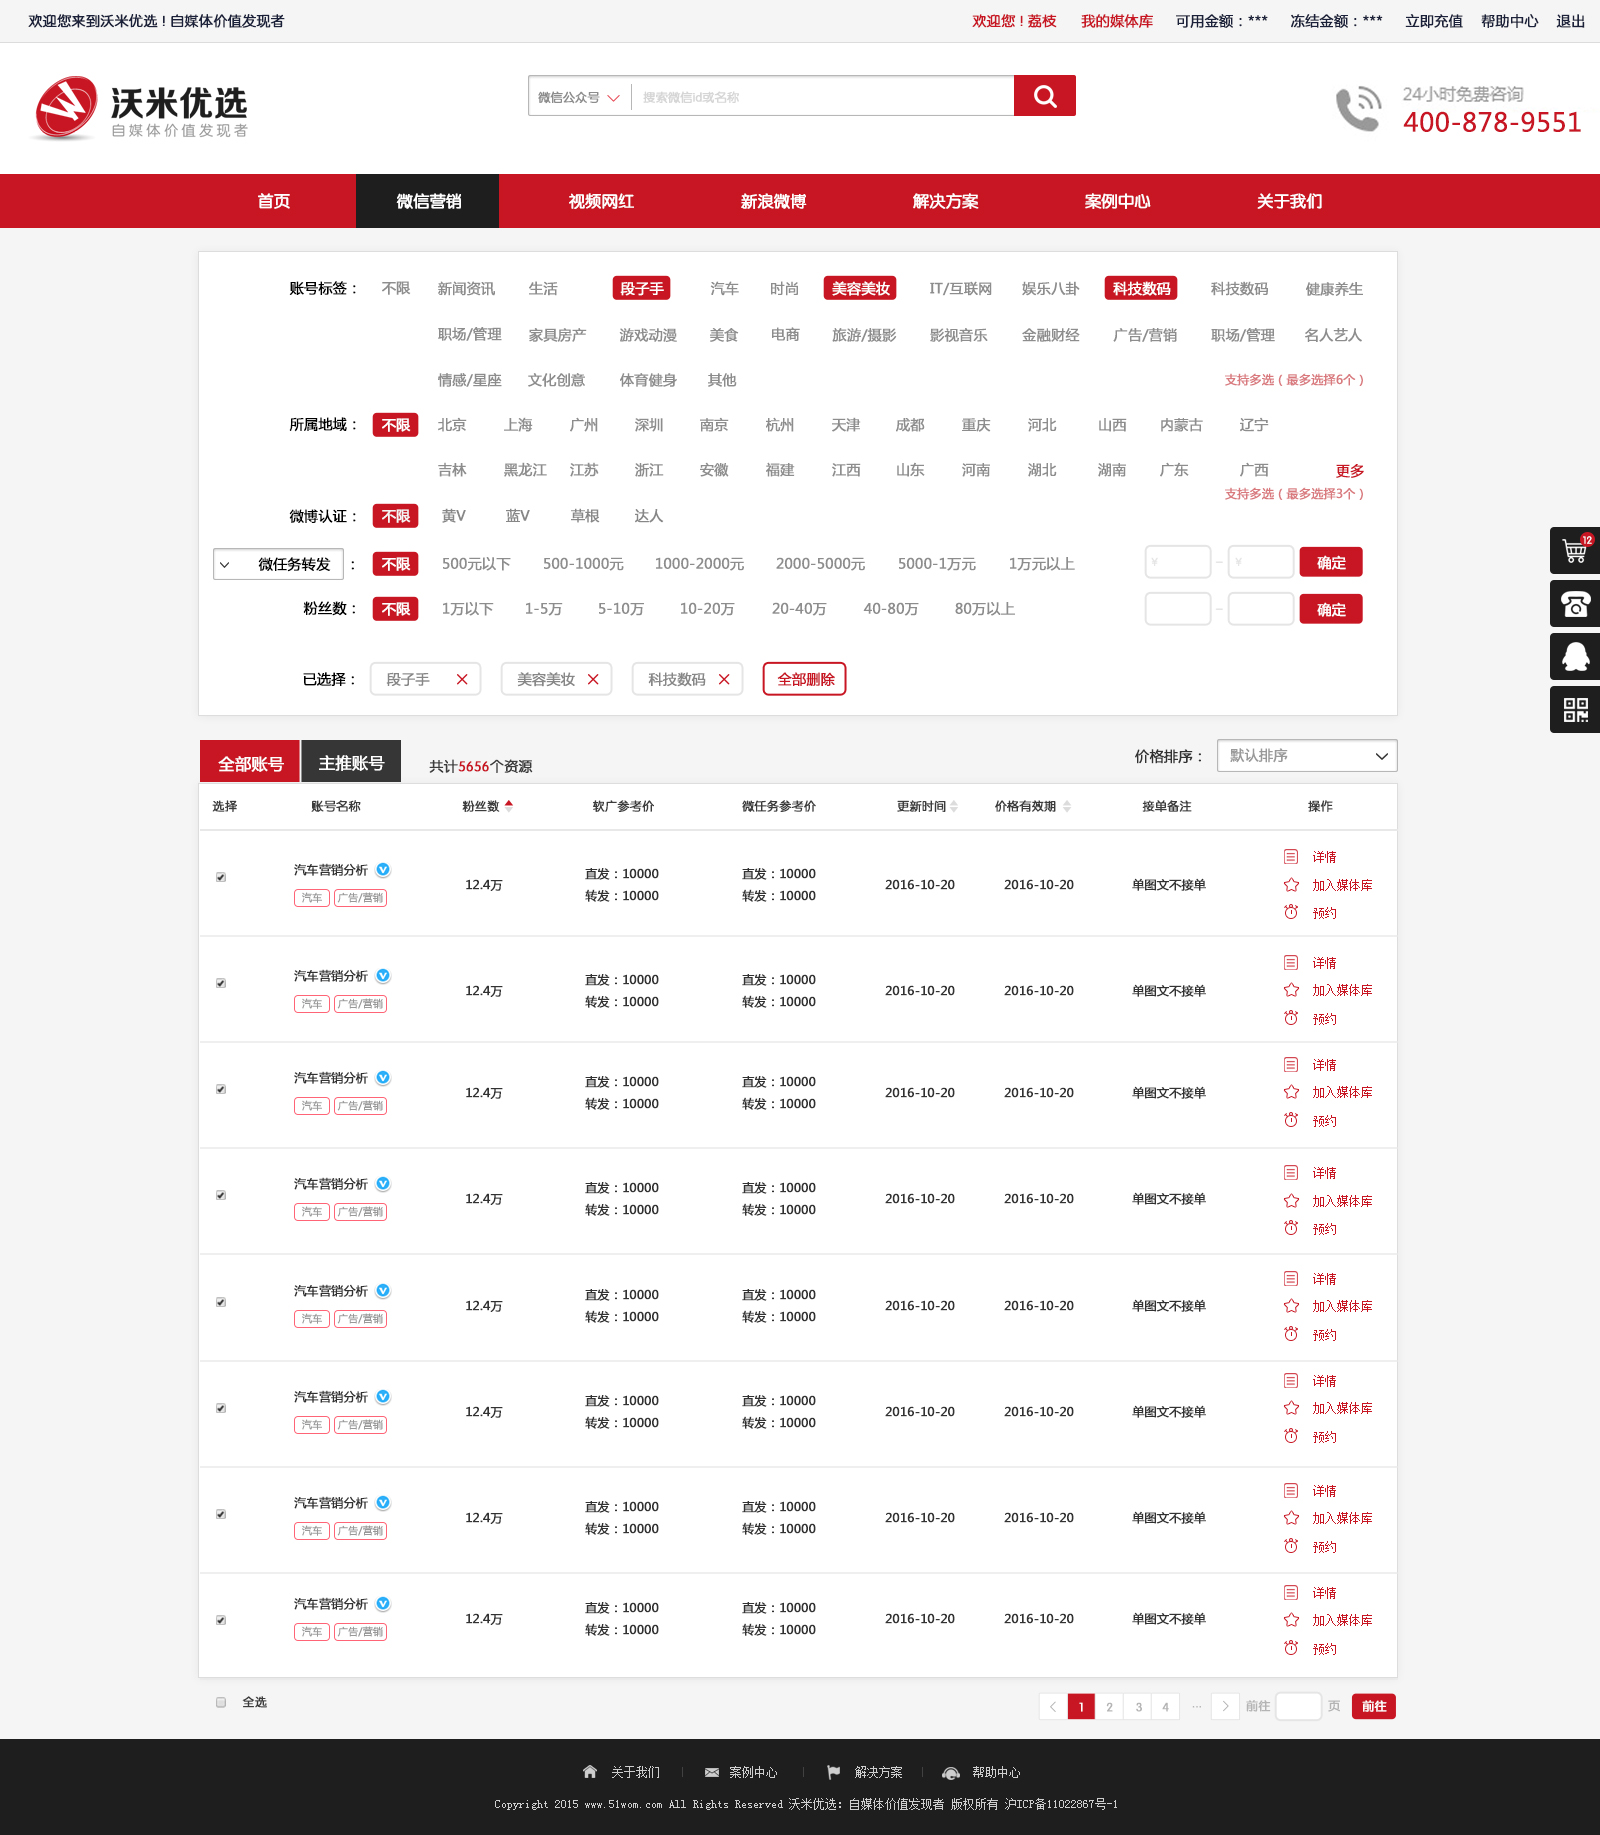 欢迎您来到沃米优选！自媒体价值发现者
欢迎您！荔枝 我的媒体库 可用金额：*** 冻结金额：*** 立即充值 帮助中心 退出
沃米优选
自媒体价值发现者
微信公众号 搜索微信id或名称
24小时免费咨询
400-878-9551
首页 微信营销 视频网红 新浪微博 解决方案 案例中心 关于我们
账号标签： 不限 新闻资讯 生活 段子手 汽车 时尚 美容美妆 IT/互联网 娱乐八卦 科技数码 科技数码 健康养生
职场/管理 家具房产 游戏动漫 美食 电商 旅游/摄影 影视音乐 金融财经 广告/营销 职场/管理 名人艺人
情感/星座 文化创意 体育健身 其他 支持多选（最多选择6个）
所属地域： 不限 北京 上海 广州 深圳 南京 杭州 天津 成都 重庆 河北 山西 内蒙古 辽宁
吉林 黑龙江 江苏 浙江 安徽 福建 江西 山东 河南 湖北 湖南 广东 广西 更多
支持多选（最多选择3个）
微博认证： 不限 黄V 蓝V 草根 达人
微任务转发 ： 不限 500元以下 500-1000元 1000-2000元 2000-5000元 5000-1万元 1万元以上 ¥ - ¥ 确定
粉丝数： 不限 1万以下 1-5万 5-10万 10-20万 20-40万 40-80万 80万以上 - 确定
已选择： 段子手 美容美妆 科技数码 全部删除
12
全部账号 主推账号 共计5656个资源 价格排序： 默认排序
选择 账号名称 粉丝数 软广参考价 微任务参考价 更新时间 价格有效期 接单备注 操作
汽车营销分析 直发：10000 直发：10000 详情
12.4万 2016-10-20 2016-10-20 单图文不接单 加入媒体库
汽车 广告/营销 转发：10000 转发：10000 预约
汽车营销分析 直发：10000 直发：10000 详情
12.4万 2016-10-20 2016-10-20 单图文不接单 加入媒体库
汽车 广告/营销 转发：10000 转发：10000 预约
汽车营销分析 直发：10000 直发：10000 详情
12.4万 2016-10-20 2016-10-20 单图文不接单 加入媒体库
汽车 广告/营销 转发：10000 转发：10000 预约
汽车营销分析 直发：10000 直发：10000 详情
12.4万 2016-10-20 2016-10-20 单图文不接单 加入媒体库
汽车 广告/营销 转发：10000 转发：10000 预约
汽车营销分析 直发：10000 直发：10000 详情
12.4万 2016-10-20 2016-10-20 单图文不接单 加入媒体库
汽车 广告/营销 转发：10000 转发：10000 预约
汽车营销分析 直发：10000 直发：10000 详情
12.4万 2016-10-20 2016-10-20 单图文不接单 加入媒体库
汽车 广告/营销 转发：10000 转发：10000 预约
汽车营销分析 直发：10000 直发：10000 详情
12.4万 2016-10-20 2016-10-20 单图文不接单 加入媒体库
汽车 广告/营销 转发：10000 转发：10000 预约
汽车营销分析 直发：10000 直发：10000 详情
12.4万 2016-10-20 2016-10-20 单图文不接单 加入媒体库
汽车 广告/营销 转发：10000 转发：10000 预约
全选 1 2 3 4 ... 前往 页 前往
关于我们 案例中心 解决方案 帮助中心
Copyright 2015 www.51wom.com All Rights Reserved 沃米优选：自媒体价值发现者 版权所有 沪ICP备11022867号-1